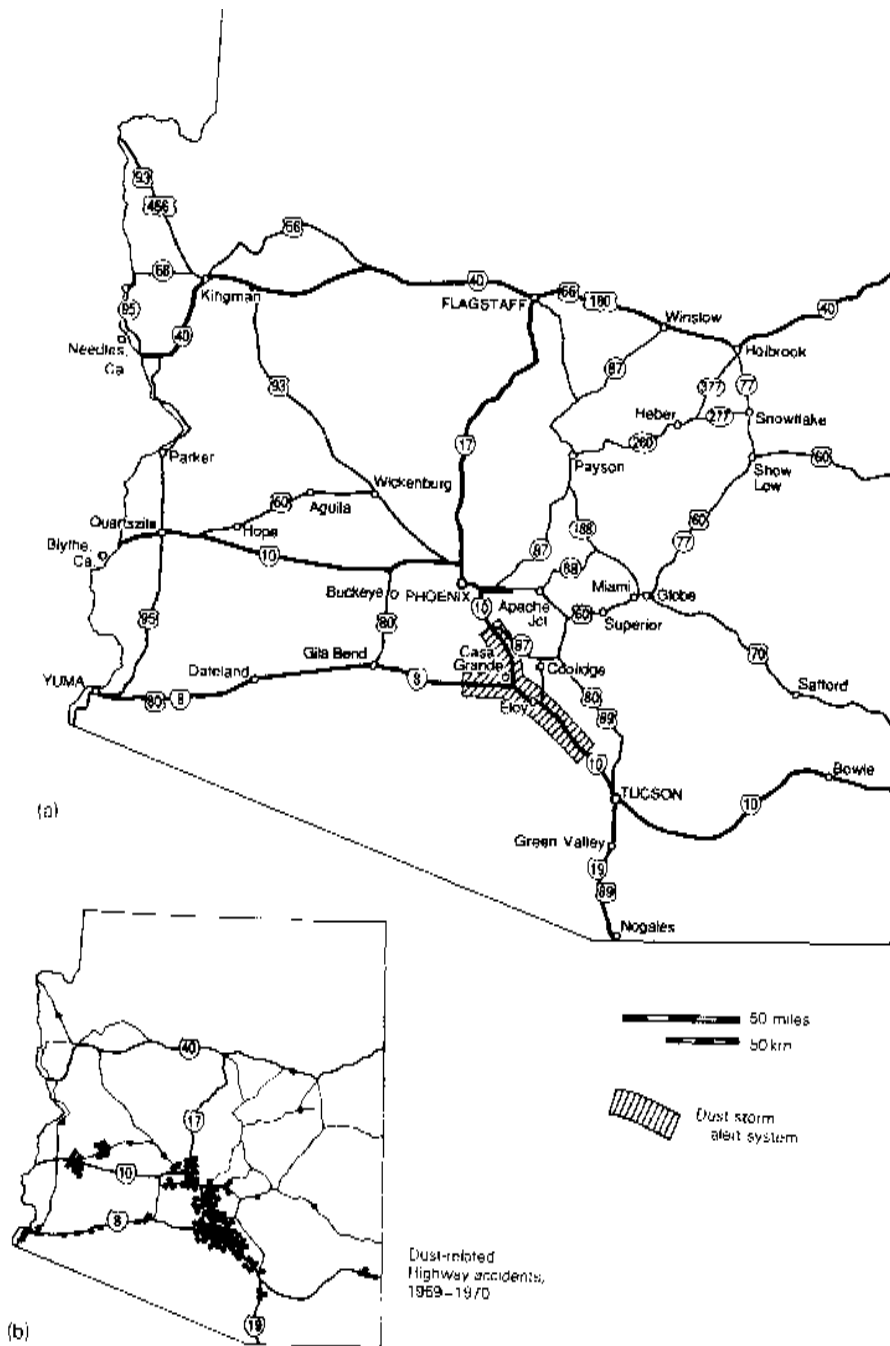 93
466
66
66
Kingman
40
FLAGSTAFF
66
180
40
Winslow
Holbrook
95
40
Needles,
Ca
93
87
377
77
Heber
277
Snowflake
17
260
Parker
Payson
Show
Low
60
Wickenburg
60
Aguila
188
60
77
Quartzsite
Hope
Blythe,
Ca.
10
87
88
Miami
Globe
Buckeye
PHOENIX
10
Apache
Jct
60
Superior
95
80
87
Casa
Grande
Coolidge
70
Gila Bend
Dateland
8
YUMA
80
8
Eloy
80
89
Safford
10
Bowie
(a)
TUCSON
10
Green Valley
19
89
Nogales
50 miles
50 km
Dust storm
alert system
40
17
10
8
19
Dust-related
Highway accidents,
1969–1970
(b)